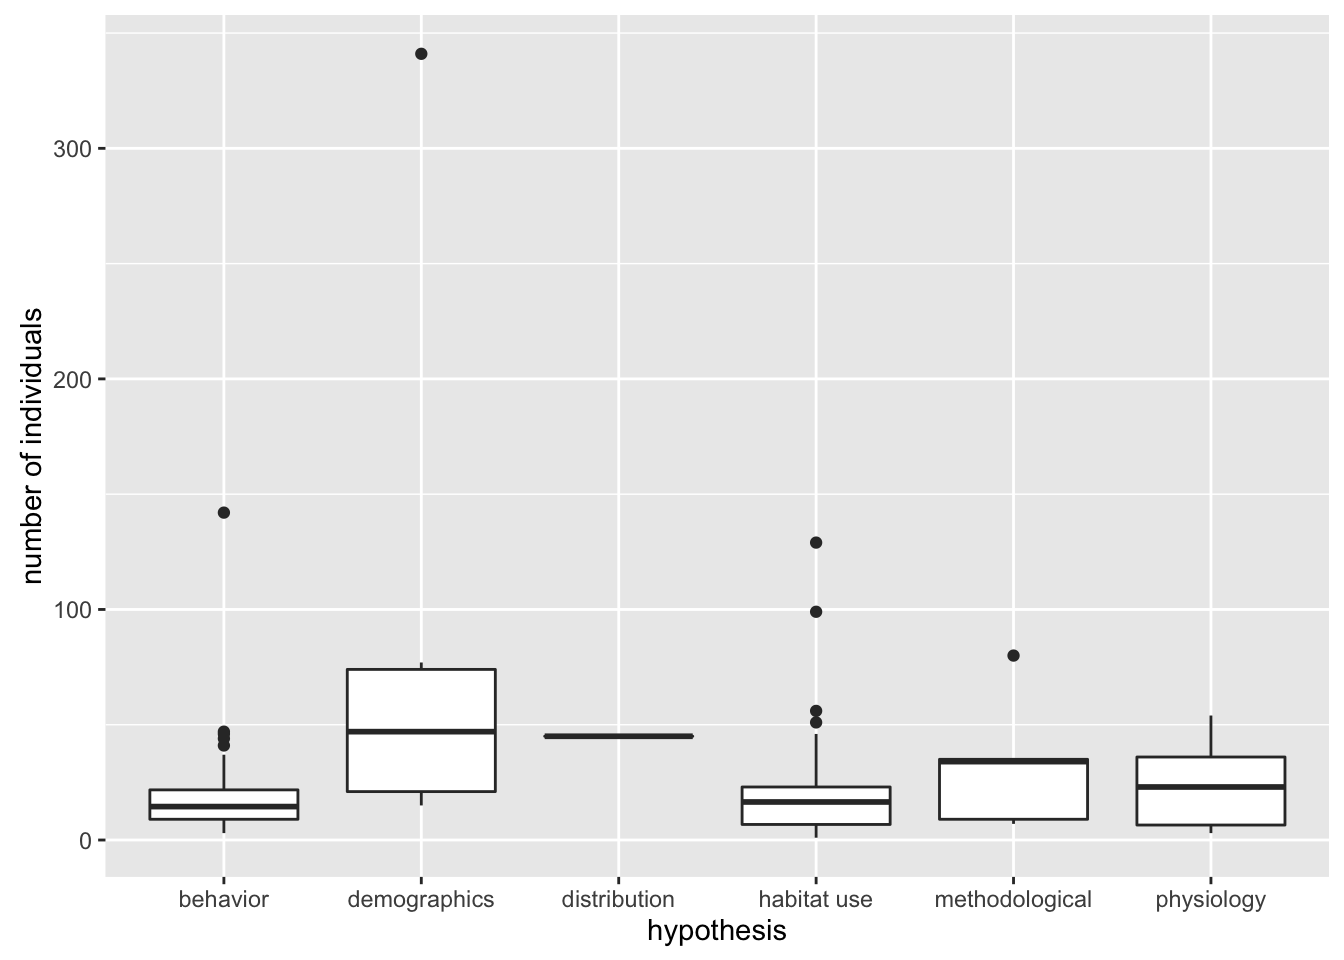 number of individuals
300
200
100
0
behavior demographics distribution habitat use methodological physiology
hypothesis